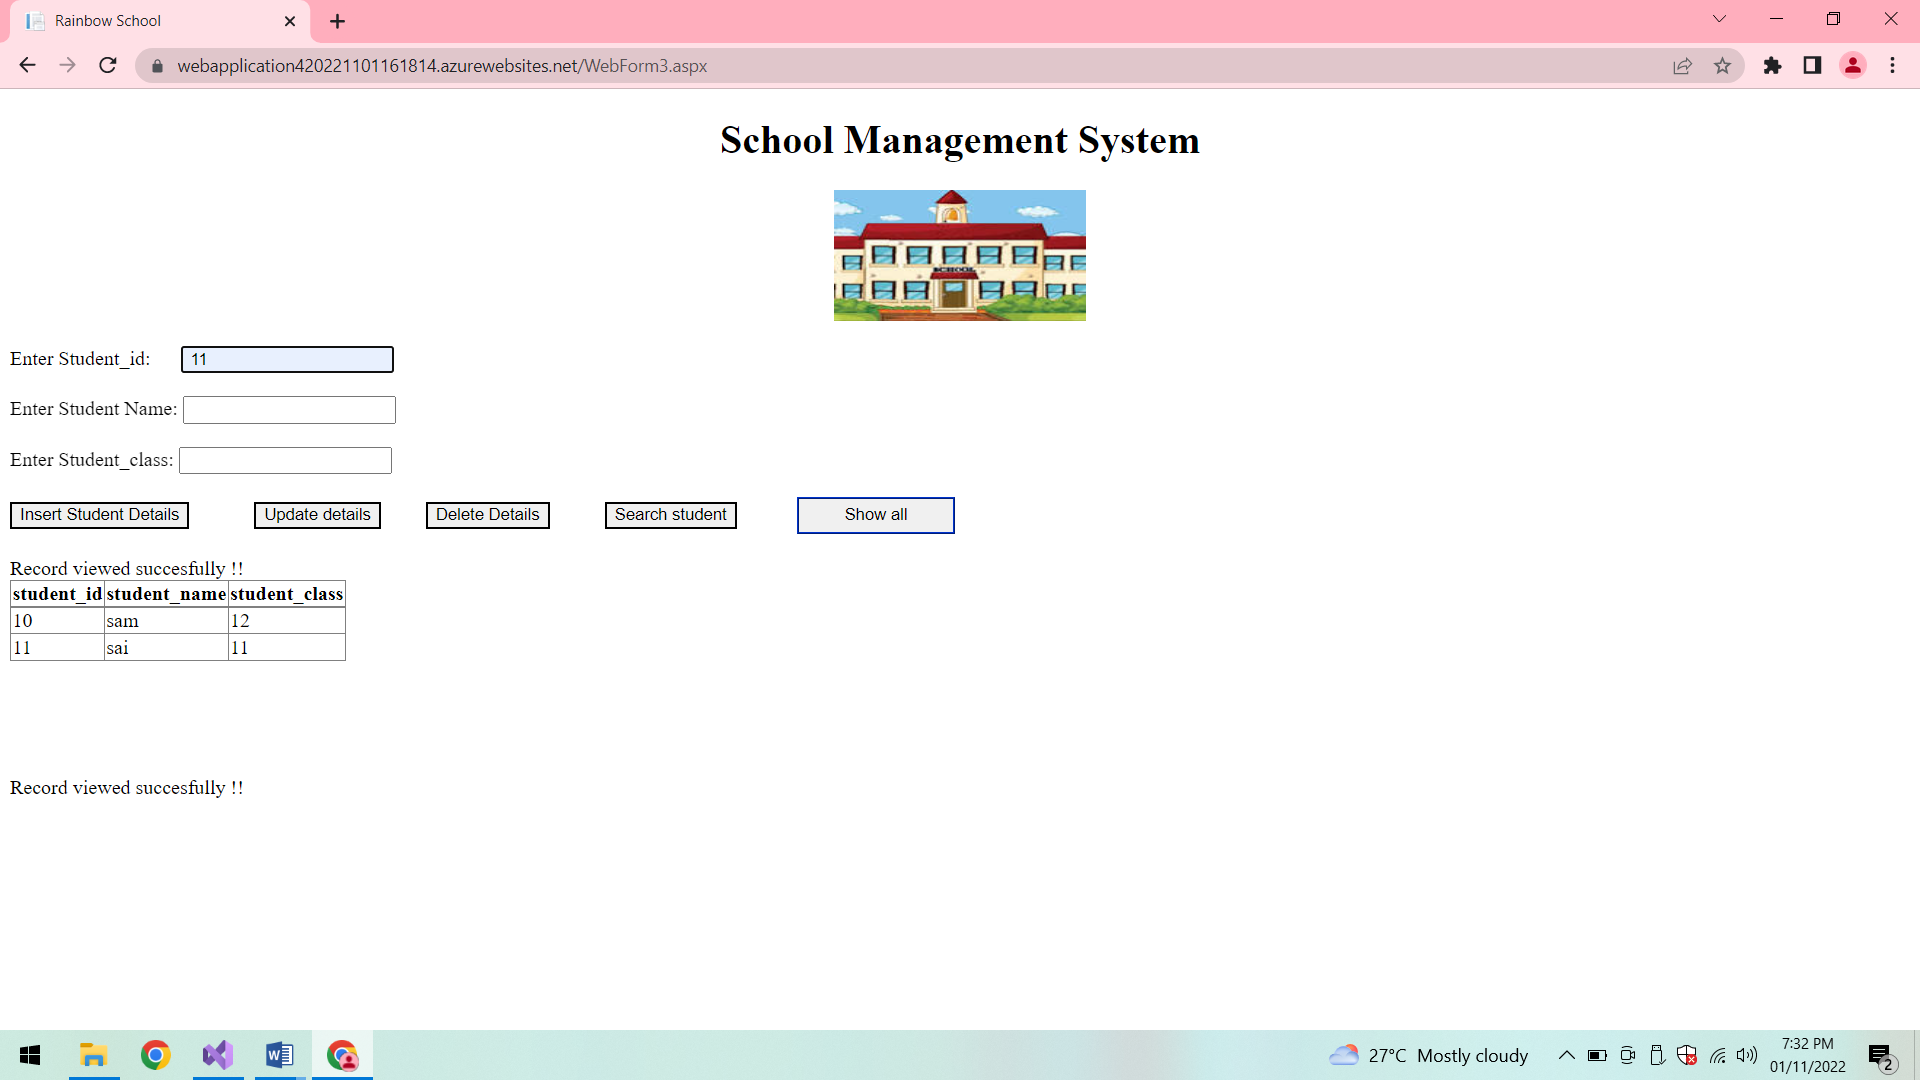 Rainbow School
webapplication420221101161814.azurewebsites.net/WebForm3.aspx
School Management System
SCHOOL
Enter Student_id: 11
Enter Student Name:
Enter Student_class:
Insert Student Details Update details Delete Details Search student Show all
Record viewed succesfully !!
student_id student_name student_class
10 sam 12
11 sai 11
Record viewed succesfully !!
27°C Mostly cloudy
7:32 PM
01/11/2022
2